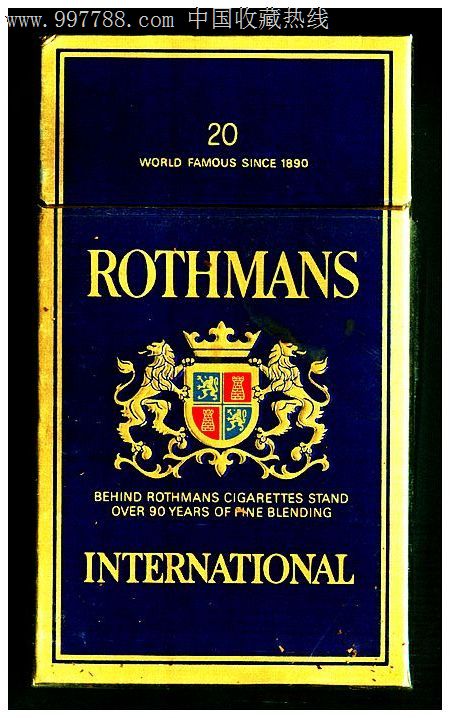 www.997788.com 中国收藏热线
20
WORLD FAMOUS SINCE 1890
ROTHMANS
BEHIND ROTHMANS CIGARETTES STAND
OVER 90 YEARS OF FINE BLENDING
INTERNATIONAL